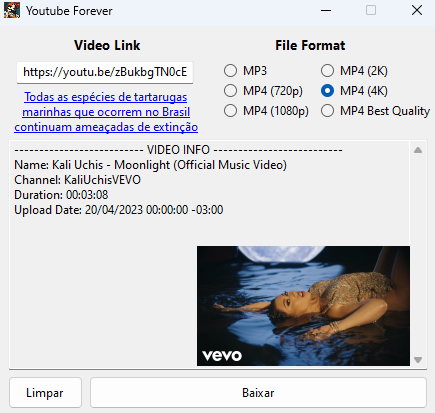 Youtube Forever
Video Link
File Format
https://youtu.be/zBukbgTN0cE
MP3
MP4 (2K)
MP4 (720p)
MP4 (4K)
MP4 (1080p)
MP4 Best Quality
Todas as espécies de tartarugas
marinhas que ocorrem no Brasil
continuam ameaçadas de extinção
-------------------------- VIDEO INFO --------------------------
Name: Kali Uchis - Moonlight (Official Music Video)
Channel: KaliUchisVEVO
Duration: 00:03:08
Upload Date: 20/04/2023 00:00:00 -03:00
vevo
Limpar
Baixar